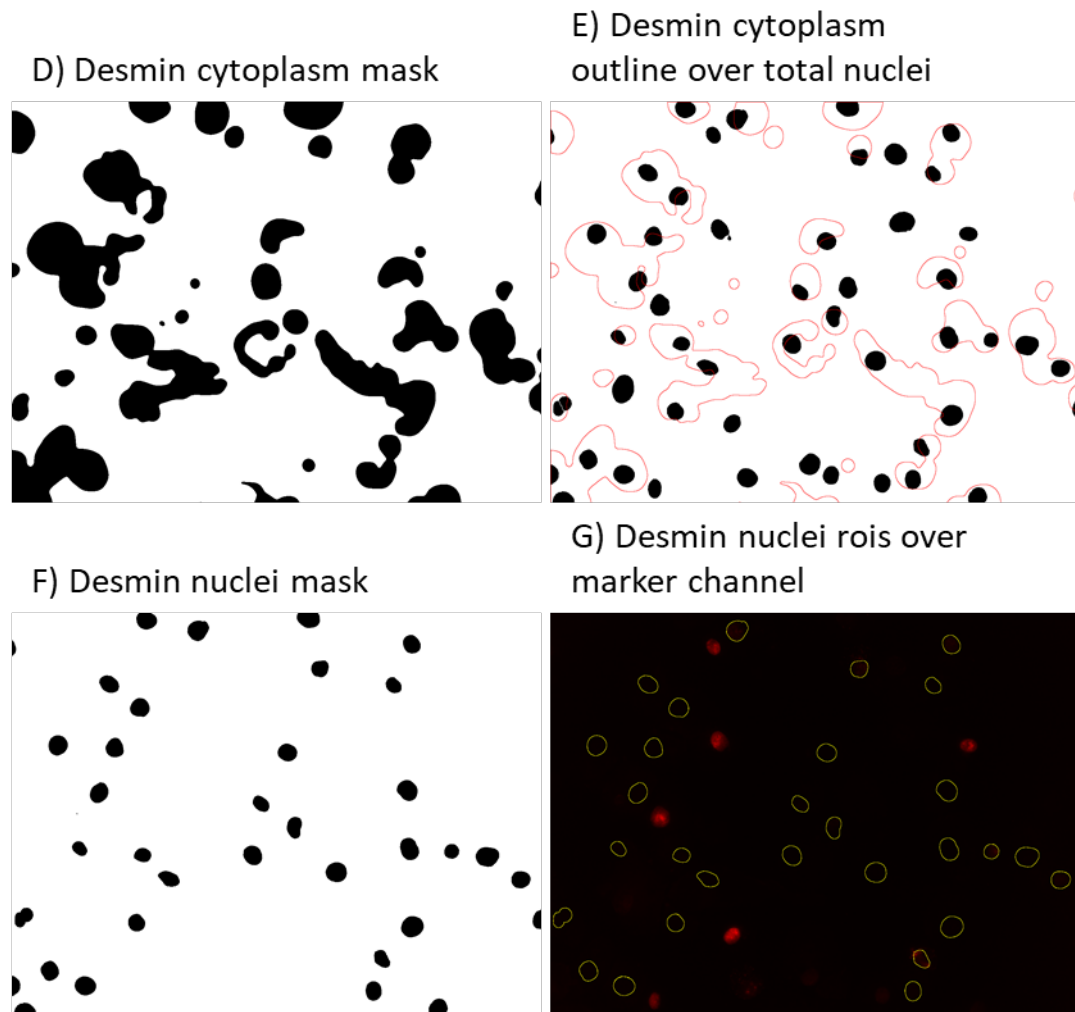 D) Desmin cytoplasm mask
E) Desmin cytoplasm
outline over total nuclei
F) Desmin nuclei mask
G) Desmin nuclei rois over
marker channel